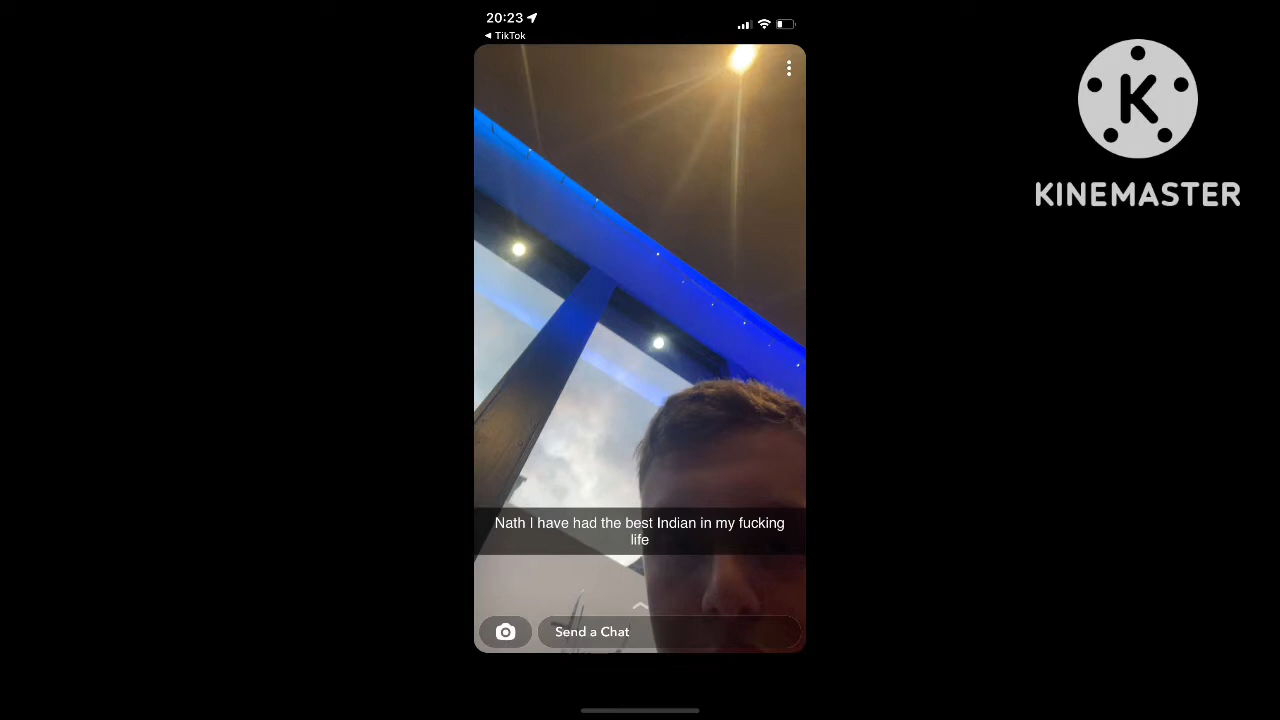 20:23
TikTok
KINEMASTER
Nath I have had the best Indian in my fucking
life
Send a Chat